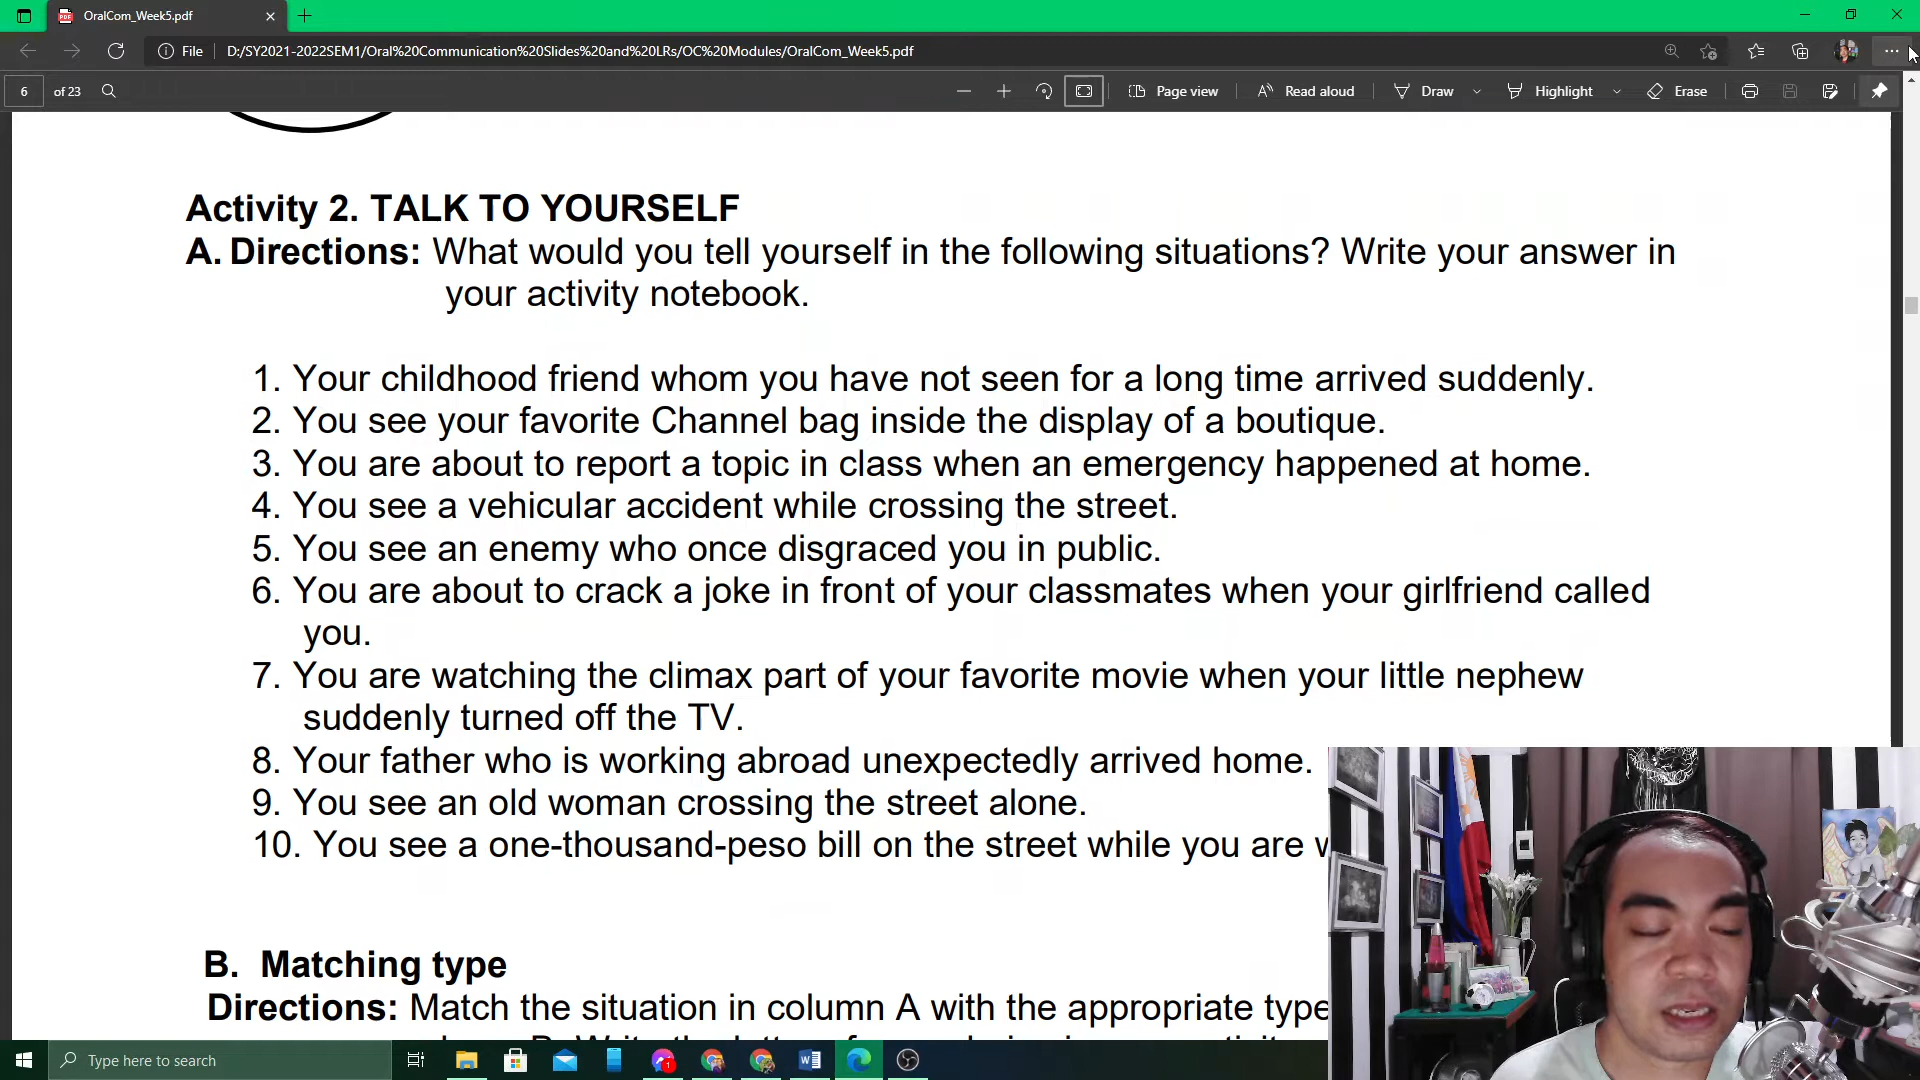 OralCom_Week5.pdf
File D:/SY2021-2022SEM1/Oral%20Communication%20Slides%20and%20LRs/OC%20Modules/OralCom_Week5.pdf
6 of 23 Page view Read aloud Draw Highlight Erase
Activity 2. TALK TO YOURSELF
A. Directions: What would you tell yourself in the following situations? Write your answer in
your activity notebook.
1. Your childhood friend whom you have not seen for a long time arrived suddenly.
2. You see your favorite Channel bag inside the display of a boutique.
3. You are about to report a topic in class when an emergency happened at home.
4. You see a vehicular accident while crossing the street.
5. You see an enemy who once disgraced you in public.
6. You are about to crack a joke in front of your classmates when your girlfriend called
you.
7. You are watching the climax part of your favorite movie when your little nephew
suddenly turned off the TV.
8. Your father who is working abroad unexpectedly arrived home.
9. You see an old woman crossing the street alone.
10. You see a one-thousand-peso bill on the street while you are
B. Matching type
Directions: Match the situation in column A with the appropriate type
Type here to search